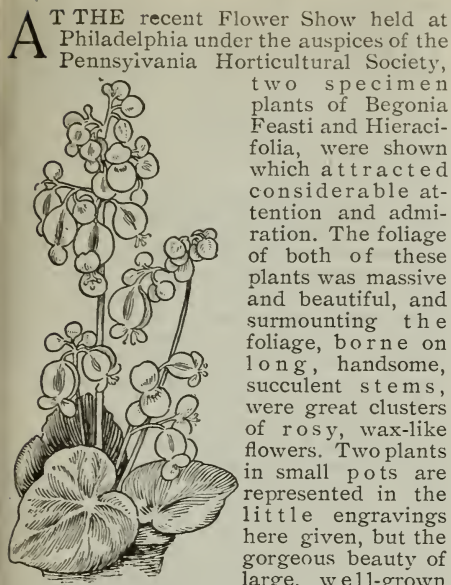 AT THE recent Flower Show held at
Philadelphia under the auspices of the
Pennsylvania Horticultural Society,
two specimen
plants of Begonia
Feasti and Hieraci-
folia, were shown
which attracted
considerable at-
tention and admi-
ration. The foliage
of both of these
plants was massive
and beautiful, and
surmounting the
foliage, borne on
long, handsome,
succulent stems,
were great clusters
of rosy, wax-like
flowers. Two plants
in small pots are
represented in the
little engravings
here given, but the
gorgeous beauty of
large, well-grown